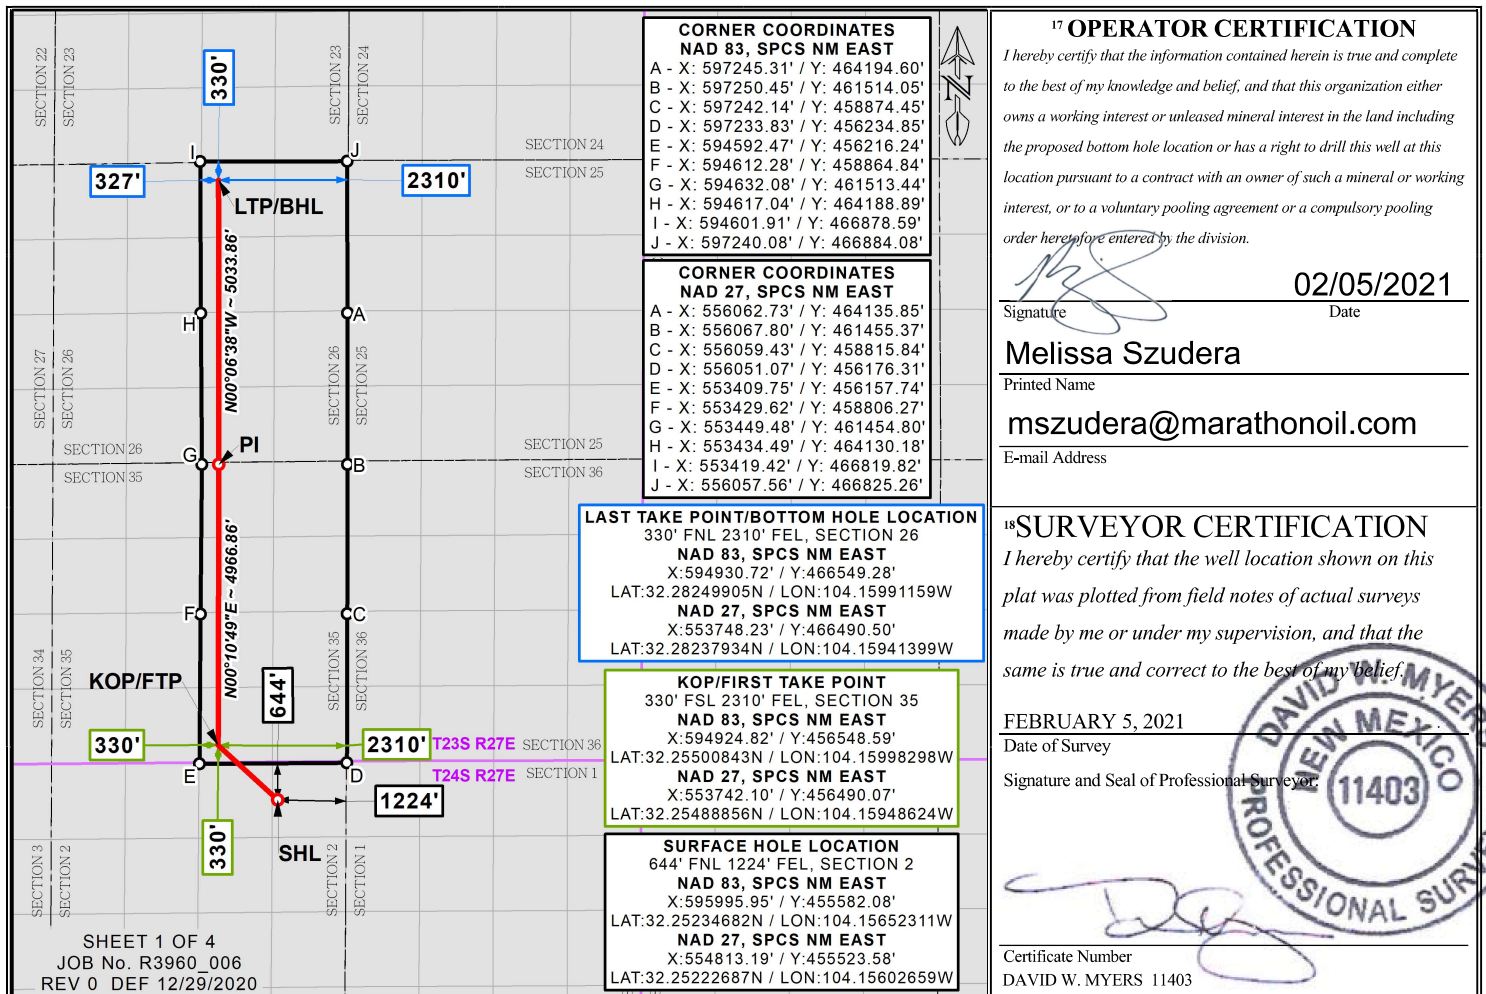 SECTION 22
SECTION 23
330'
SECTION 23
SECTION 24
I
J
SECTION 24
SECTION 25
327'
2310'
LTP/BHL
N00°06'38"W ~ 5033.86'
H
A
SECTION 27
SECTION 26
SECTION 26
SECTION 25
PI
SECTION 26
SECTION 35
G
B
SECTION 25
SECTION 36
N00°10'49"E ~ 4966.86'
F
C
SECTION 34
SECTION 35
SECTION 35
SECTION 36
KOP/FTP
644'
330'
2310'
T23S R27E
SECTION 36
T24S R27E
SECTION 1
E
D
1224'
330'
SHL
SECTION 3
SECTION 2
SECTION 2
SECTION 1
SHEET 1 OF 4
JOB No. R3960_006
REV 0 DEF 12/29/2020
N
CORNER COORDINATES
NAD 83, SPCS NM EAST
A - X: 597245.31' / Y: 464194.60'
B - X: 597250.45' / Y: 461514.05'
C - X: 597242.14' / Y: 458874.45'
D - X: 597233.83' / Y: 456234.85'
E - X: 594592.47' / Y: 456216.24'
F - X: 594612.28' / Y: 458864.84'
G - X: 594632.08' / Y: 461513.44'
H - X: 594617.04' / Y: 464188.89'
I - X: 594601.91' / Y: 466878.59'
J - X: 597240.08' / Y: 466884.08'
CORNER COORDINATES
NAD 27, SPCS NM EAST
A - X: 556062.73' / Y: 464135.85'
B - X: 556067.80' / Y: 461455.37'
C - X: 556059.43' / Y: 458815.84'
D - X: 556051.07' / Y: 456176.31'
E - X: 553409.75' / Y: 456157.74'
F - X: 553429.62' / Y: 458806.27'
G - X: 553449.48' / Y: 461454.80'
H - X: 553434.49' / Y: 464130.18'
I - X: 553419.42' / Y: 466819.82'
J - X: 556057.56' / Y: 466825.26'
LAST TAKE POINT/BOTTOM HOLE LOCATION
330' FNL 2310' FEL, SECTION 26
NAD 83, SPCS NM EAST
X:594930.72' / Y:466549.28'
LAT:32.28249905N / LON:104.15991159W
NAD 27, SPCS NM EAST
X:553748.23' / Y:466490.50'
LAT:32.28237934N / LON:104.15941399W
KOP/FIRST TAKE POINT
330' FSL 2310' FEL, SECTION 35
NAD 83, SPCS NM EAST
X:594924.82' / Y:456548.59'
LAT:32.25500843N / LON:104.15998298W
NAD 27, SPCS NM EAST
X:553742.10' / Y:456490.07'
LAT:32.25488856N / LON:104.15948624W
SURFACE HOLE LOCATION
644' FNL 1224' FEL, SECTION 2
NAD 83, SPCS NM EAST
X:595995.95' / Y:455582.08'
LAT:32.25234682N / LON:104.15652311W
NAD 27, SPCS NM EAST
X:554813.19' / Y:455523.58'
LAT:32.25222687N / LON:104.15602659W
17 OPERATOR CERTIFICATION
I hereby certify that the information contained herein is true and complete
to the best of my knowledge and belief, and that this organization either
owns a working interest or unleased mineral interest in the land including
the proposed bottom hole location or has a right to drill this well at this
location pursuant to a contract with an owner of such a mineral or working
interest, or to a voluntary pooling agreement or a compulsory pooling
order heretofore entered by the division.
02/05/2021
Signature Date
Melissa Szudera
Printed Name
mszudera@marathonoil.com
E-mail Address
18 SURVEYOR CERTIFICATION
I hereby certify that the well location shown on this
plat was plotted from field notes of actual surveys
made by me or under my supervision, and that the
same is true and correct to the best of my belief.
FEBRUARY 5, 2021
Date of Survey
Signature and Seal of Professional Surveyor:
DAVID W. MYERS
NEW MEXICO
11403
PROFESSIONAL
Certificate Number
DAVID W. MYERS 11403